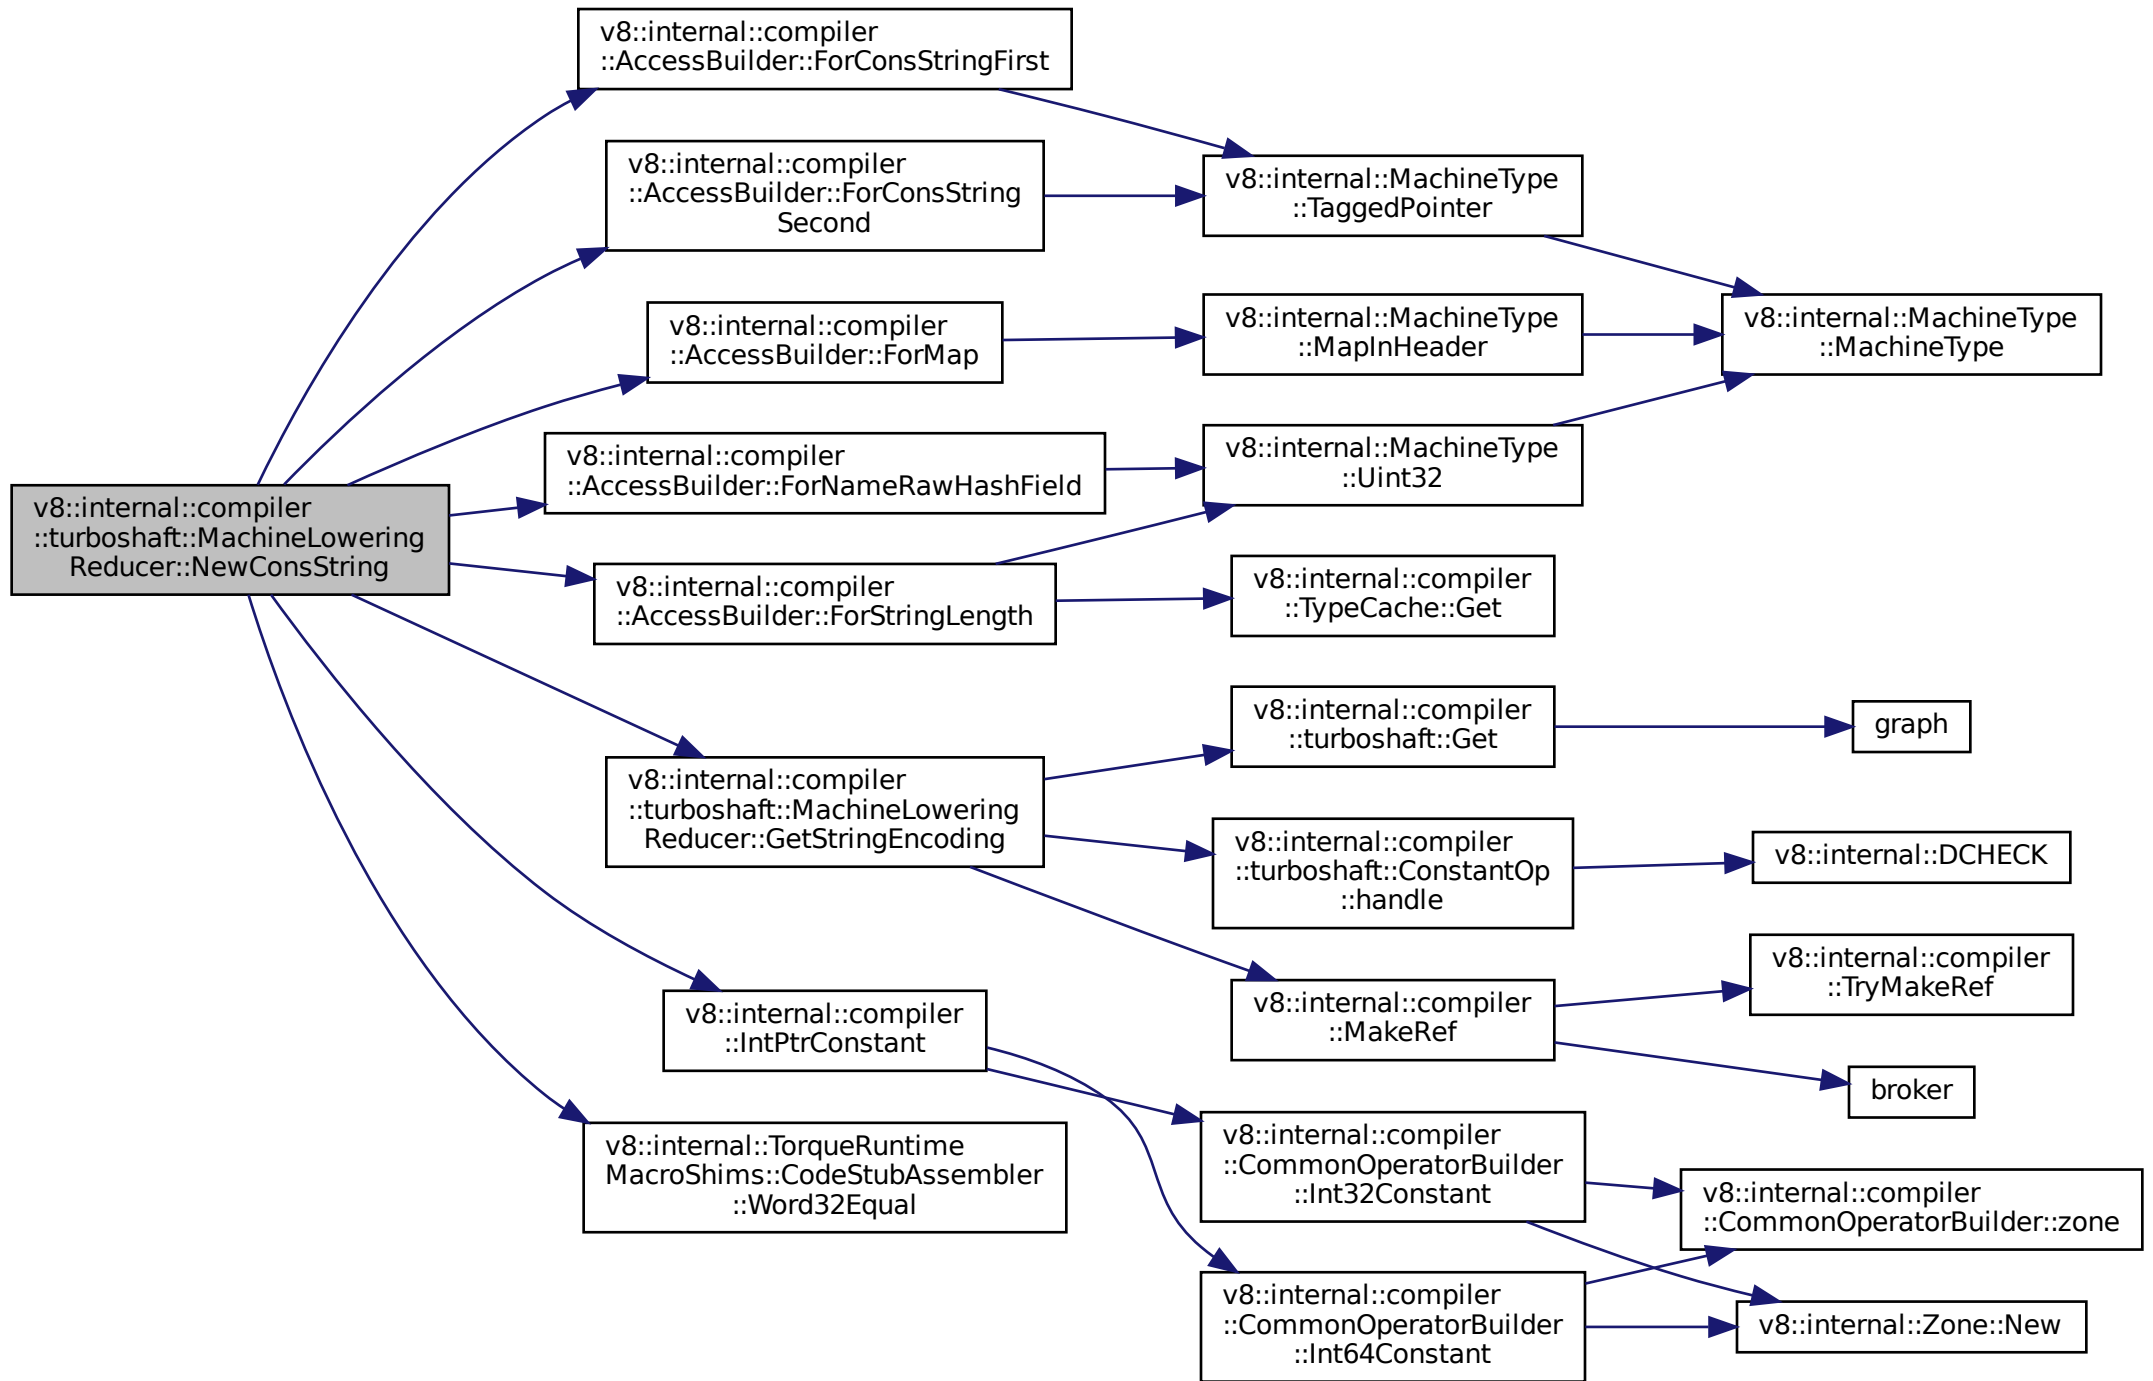 v8::internal::compiler
::AccessBuilder::ForConsStringFirst
v8::internal::compiler
::AccessBuilder::ForConsString
Second
v8::internal::MachineType
::TaggedPointer
v8::internal::compiler
::AccessBuilder::ForMap
v8::internal::MachineType
::MapInHeader
v8::internal::MachineType
::MachineType
v8::internal::compiler
::AccessBuilder::ForNameRawHashField
v8::internal::MachineType
::Uint32
v8::internal::compiler
::turboshaft::MachineLowering
Reducer::NewConsString
v8::internal::compiler
::AccessBuilder::ForStringLength
v8::internal::compiler
::TypeCache::Get
v8::internal::compiler
::turboshaft::Get
graph
v8::internal::compiler
::turboshaft::MachineLowering
Reducer::GetStringEncoding
v8::internal::compiler
::turboshaft::ConstantOp
::handle
v8::internal::DCHECK
v8::internal::compiler
::TryMakeRef
v8::internal::compiler
::IntPtrConstant
v8::internal::compiler
::MakeRef
broker
v8::internal::TorqueRuntime
MacroShims::CodeStubAssembler
::Word32Equal
v8::internal::compiler
::CommonOperatorBuilder
::Int32Constant
v8::internal::compiler
::CommonOperatorBuilder::zone
v8::internal::compiler
::CommonOperatorBuilder
::Int64Constant
v8::internal::Zone::New